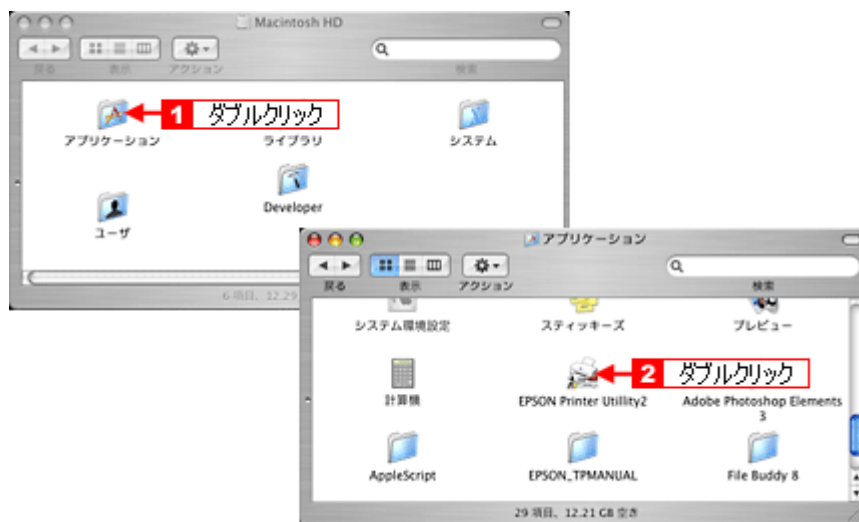 Macintosh HD
戻る 表示 アクション 検索
1 ダブルクリック
アプリケーション ライブラリ システム
ユーザ Developer
6 項目、12.29
アプリケーション
戻る 表示 アクション 検索
システム環境設定 スティッキーズ プレビュー
2 ダブルクリック
計算機 EPSON Printer Utillity2 Adobe Photoshop Elements 3
AppleScript EPSON_TPMANUAL File Buddy 8
29 項目、12.21 GB 空き